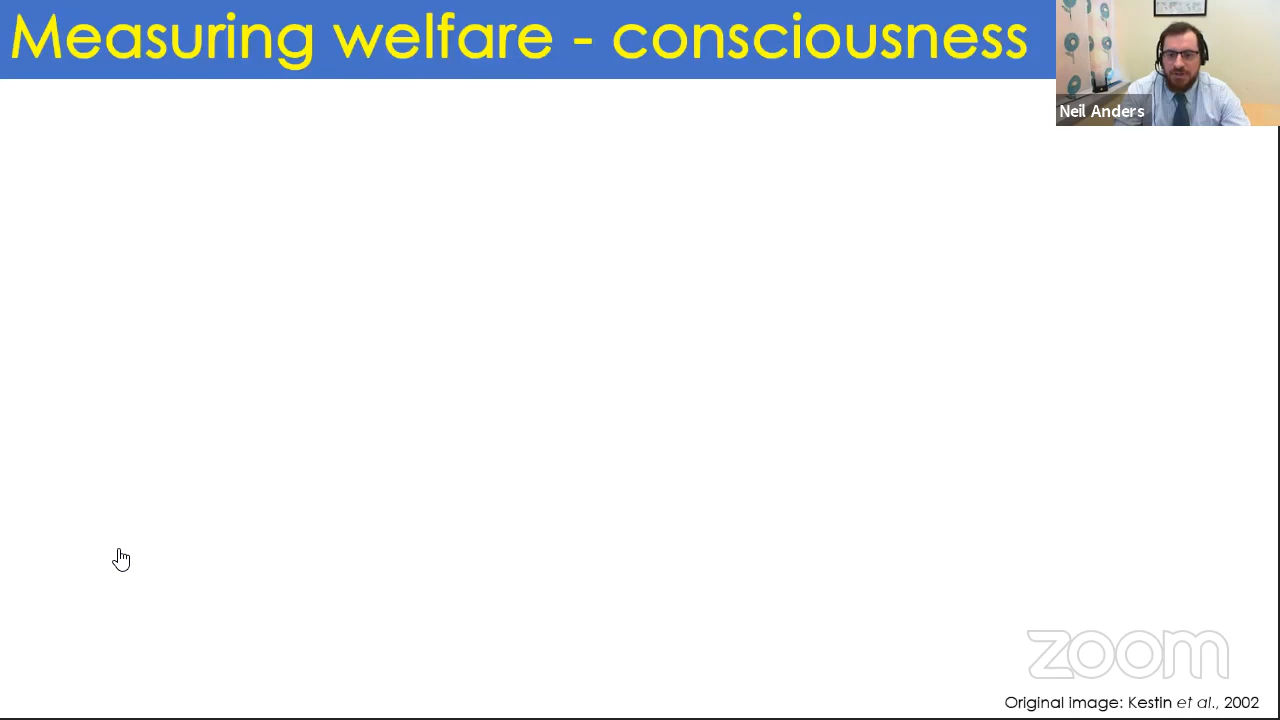 Measuring welfare - consciousness
Neil Anders
zoom
Original image: Kestin et al., 2002